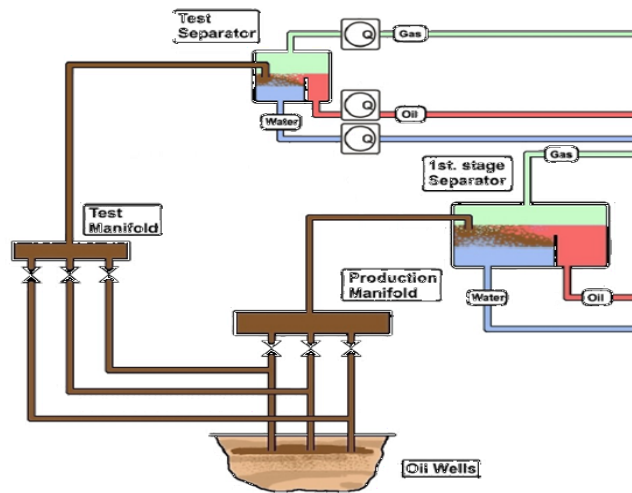 Test
Separator
Q
Gas
Q
Oil
Water
Q
1st. stage
Separator
Gas
Test
Manifold
Production
Manifold
Water
Oil
Oil Wells